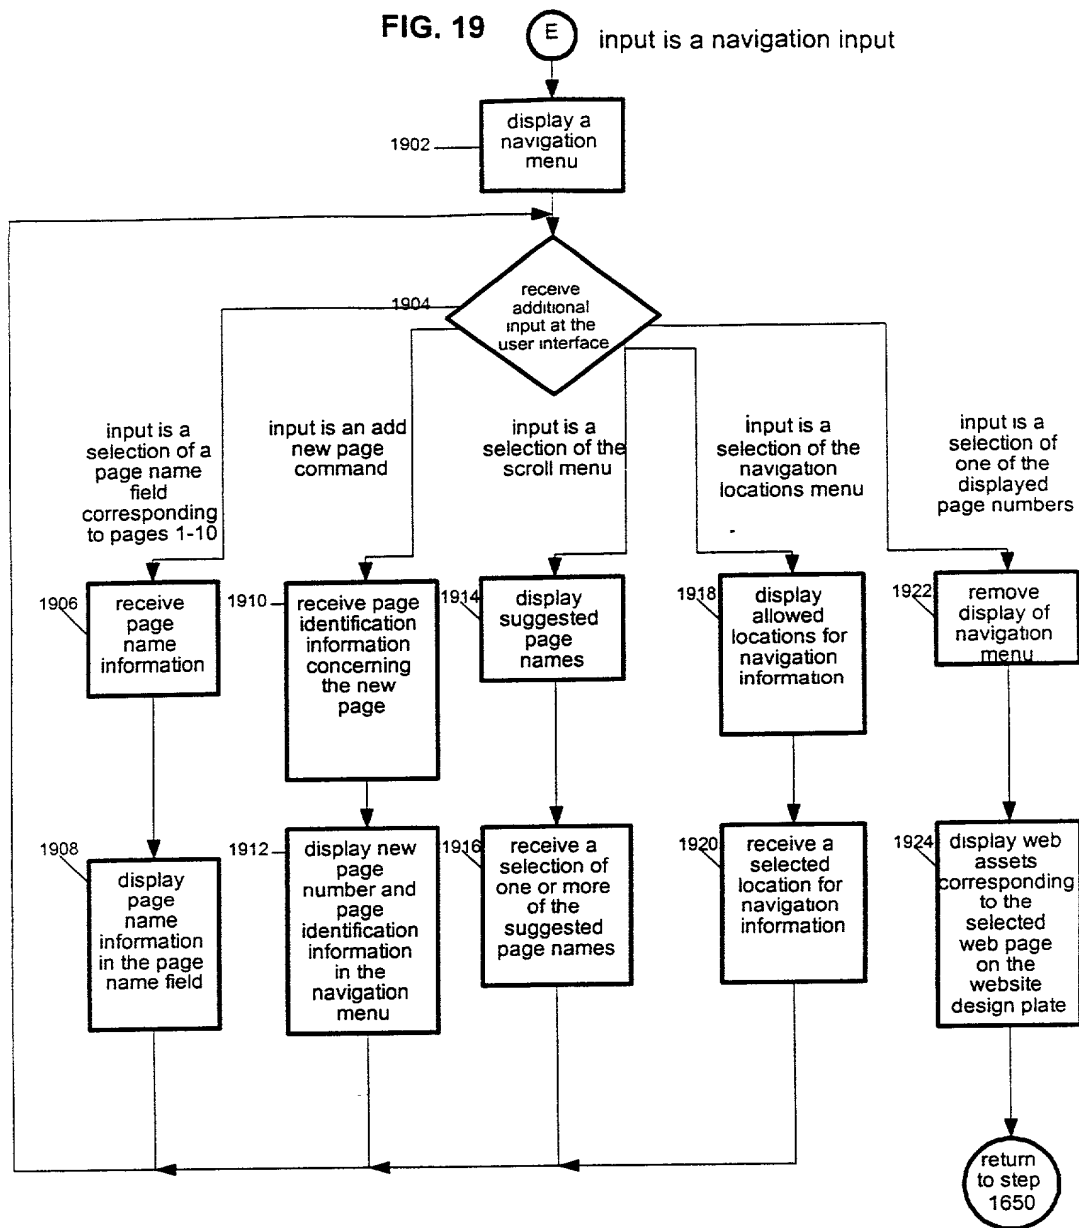 FIG. 19
E
input is a navigation input
display a
navigation
menu
1902
1904
receive
additional
input at the
user interface
input is a
selection of a
page name
field
corresponding
to pages 1-10
input is an add
new page
command
input is a
selection of the
scroll menu
input is a
selection of the
navigation
locations menu
input is a
selection of
one of the
displayed
page numbers
1906
receive
page
name
information
1910
receive page
identification
information
concerning
the new
page
1914
display
suggested
page
names
1918
display
allowed
locations for
navigation
information
1922
remove
display of
navigation
menu
1908
display
page
name
information
in the page
name field
1912
display new
page
number and
page
identification
information
in the
navigation
menu
1916
receive a
selection of
one or more
of the
suggested
page names
1920
receive a
selected
location for
navigation
information
1924
display web
assets
corresponding
to the
selected
web page
on the
website
design plate
return
to step
1650